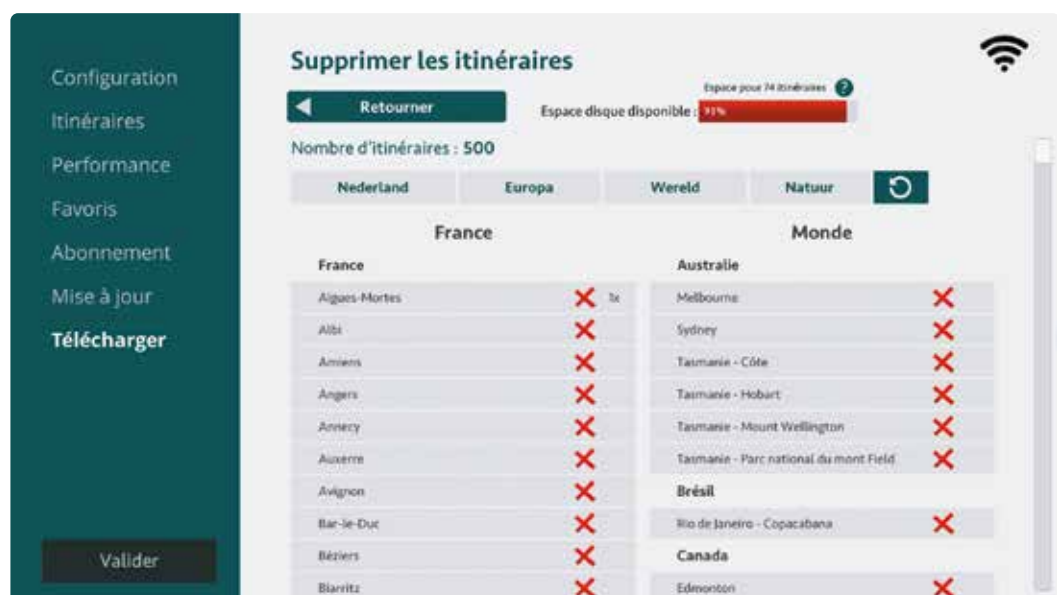 Configuration
Itinéraires
Performance
Favoris
Abonnement
Mise à jour
Télécharger
Valider
Supprimer les itinéraires
Retourner
Espace pour 74 itinéraires ?
Espace disque disponible : 93%
Nombre d'itinéraires : 500
Nederland Europa Wereld Natuur
France
France
Aigues-Mortes 1x
Albi
Amiens
Angers
Annecy
Auxerre
Avignon
Bar-le-Duc
Béziers
Biarritz
Monde
Australie
Melbourne
Sydney
Tasmanie - Côte
Tasmanie - Hobart
Tasmanie - Mount Wellington
Tasmanie - Parc national du mont Field
Brésil
Rio de Janeiro - Copacabana
Canada
Edmonton